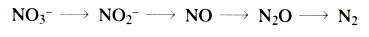 NO₃⁻ ⟶ NO₂⁻ ⟶ NO ⟶ N₂O ⟶ N₂